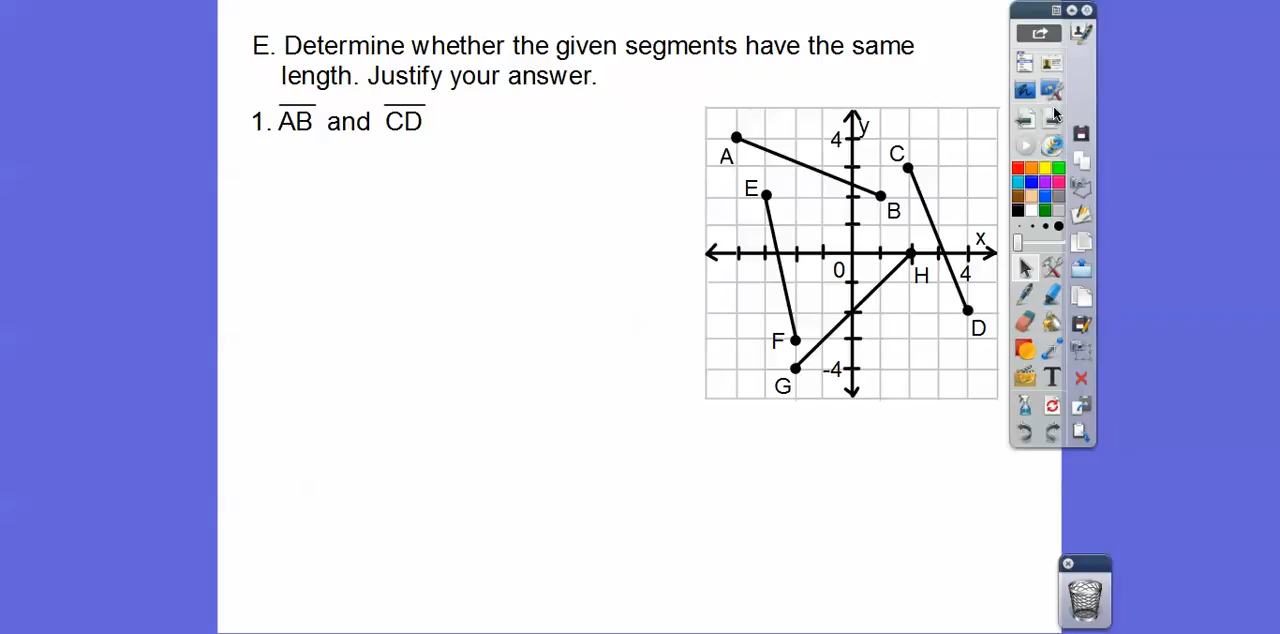 E. Determine whether the given segments have the same
length. Justify your answer.
1. AB and CD
y
4
C
A
E
B
x
0
H
4
D
F
-4
G
T